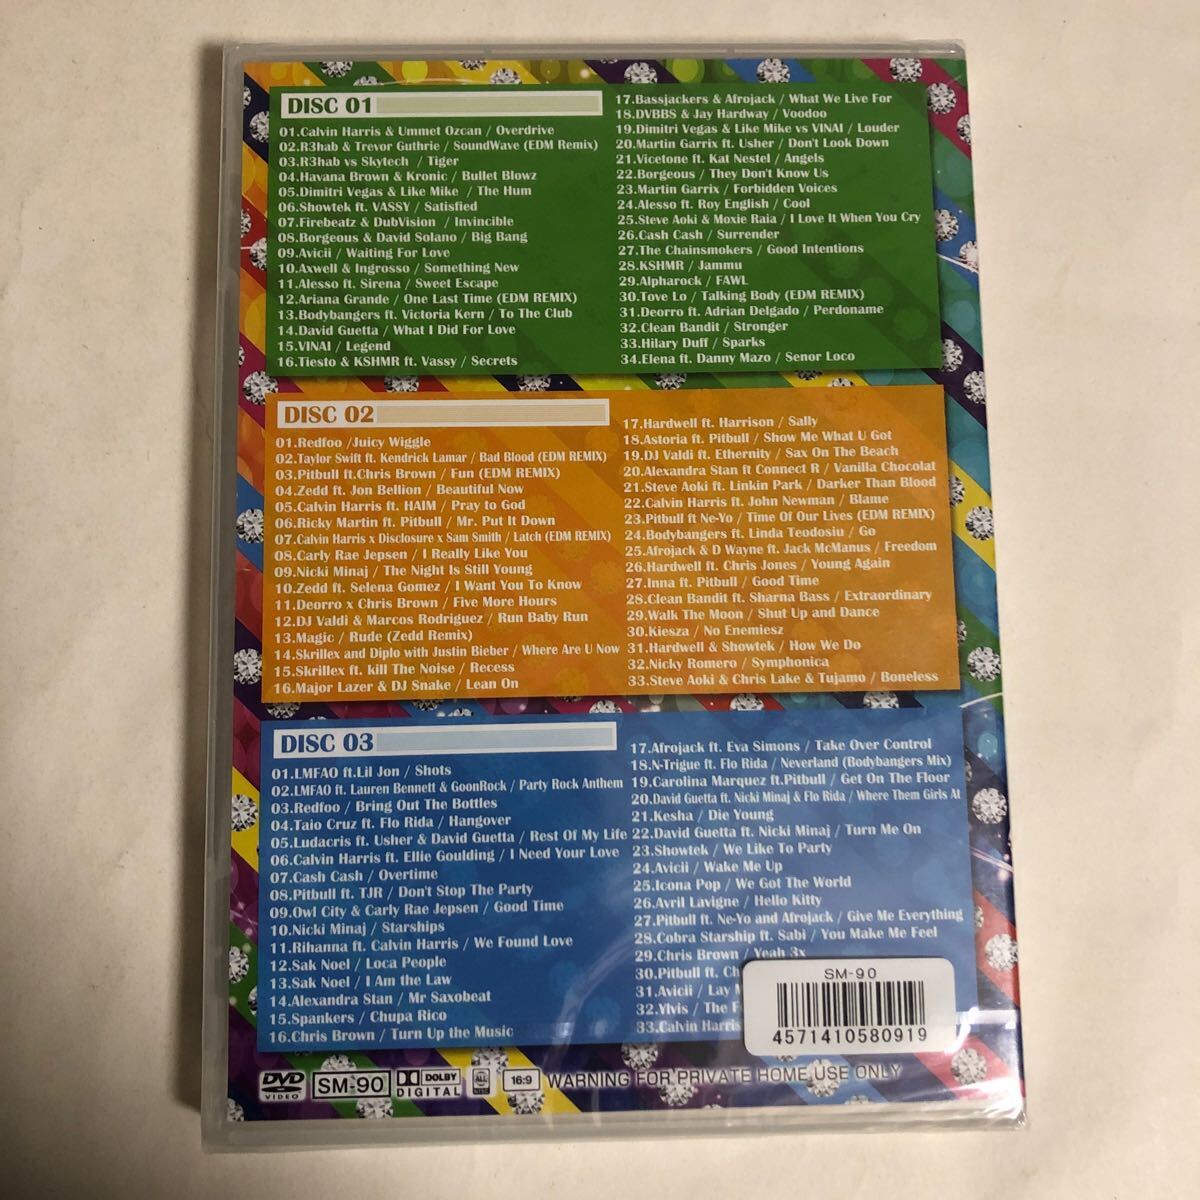 DISC 01
01.Calvin Harris & Ummet Ozcan / Overdrive
02.R3hab & Trevor Guthrie / SoundWave (EDM Remix)
03.R3hab vs Skytech / Tiger
04.Havana Brown & Kronic / Bullet Blowz
05.Dimitri Vegas & Like Mike / The Hum
06.Showtek ft. VASSY / Satisfied
07.Firebeatz & DubVision / Invincible
08.Borgeous & David Solano / Big Bang
09.Avicii / Waiting For Love
10.Axwell & Ingrosso / Something New
11.Alesso ft. Sirena / Sweet Escape
12.Ariana Grande / One Last Time (EDM REMIX)
13.Bodybangers ft. Victoria Kern / To The Club
14.David Guetta / What I Did For Love
15.VINAI / Legend
16.Tiesto & KSHMR ft. Vassy / Secrets
17.Bassjackers & Afrojack / What We Live For
18.DVBBS & Jay Hardway / Voodoo
19.Dimitri Vegas & Like Mike vs VINAI / Louder
20.Martin Garrix ft. Usher / Don't Look Down
21.Vicetone ft. Kat Nestel / Angels
22.Borgeous / They Don't Know Us
23.Martin Garrix / Forbidden Voices
24.Alesso ft. Roy English / Cool
25.Steve Aoki & Moxie Raia / I Love It When You Cry
26.Cash Cash / Surrender
27.The Chainsmokers / Good Intentions
28.KSHMR / Jammu
29.Alpharock / FAWL
30.Tove Lo / Talking Body (EDM REMIX)
31.Deorro ft. Adrian Delgado / Perdoname
32.Clean Bandit / Stronger
33.Hilary Duff / Sparks
34.Elena ft. Danny Mazo / Senor Loco
DISC 02
01.Redfoo /Juicy Wiggle
02.Taylor Swift ft. Kendrick Lamar / Bad Blood (EDM REMIX)
03.Pitbull ft.Chris Brown / Fun (EDM REMIX)
04.Zedd ft. Jon Bellion / Beautiful Now
05.Calvin Harris ft. HAIM / Pray to God
06.Ricky Martin ft. Pitbull / Mr. Put It Down
07.Calvin Harris x Disclosure x Sam Smith / Latch (EDM REMIX)
08.Carly Rae Jepsen / I Really Like You
09.Nicki Minaj / The Night Is Still Young
10.Zedd ft. Selena Gomez / I Want You To Know
11.Deorro x Chris Brown / Five More Hours
12.DJ Valdi & Marcos Rodriguez / Run Baby Run
13.Magic / Rude (Zedd Remix)
14.Skrillex and Diplo with Justin Bieber / Where Are U Now
15.Skrillex ft. kill The Noise / Recess
16.Major Lazer & DJ Snake / Lean On
17.Hardwell ft. Harrison / Sally
18.Astoria ft. Pitbull / Show Me What U Got
19.DJ Valdi ft. Ethernity / Sax On The Beach
20.Alexandra Stan ft Connect R / Vanilla Chocolat
21.Steve Aoki ft. Linkin Park / Darker Than Blood
22.Calvin Harris ft. John Newman / Blame
23.Pitbull ft Ne-Yo / Time Of Our Lives (EDM REMIX)
24.Bodybangers ft. Linda Teodosiu / Go
25.Afrojack & D Wayne ft. Jack McManus / Freedom
26.Hardwell ft. Chris Jones / Young Again
27.Inna ft. Pitbull / Good Time
28.Clean Bandit ft. Sharna Bass / Extraordinary
29.Walk The Moon / Shut Up and Dance
30.Kiesza / No Enemiesz
31.Hardwell & Showtek / How We Do
32.Nicky Romero / Symphonica
33.Steve Aoki & Chris Lake & Tujamo / Boneless
DISC 03
01.LMFAO ft.Lil Jon / Shots
02.LMFAO ft. Lauren Bennett & GoonRock / Party Rock Anthem
03.Redfoo / Bring Out The Bottles
04.Taio Cruz ft. Flo Rida / Hangover
05.Ludacris ft. Usher & David Guetta / Rest Of My Life
06.Calvin Harris ft. Ellie Goulding / I Need Your Love
07.Cash Cash / Overtime
08.Pitbull ft. TJR / Don't Stop The Party
09.Owl City & Carly Rae Jepsen / Good Time
10.Nicki Minaj / Starships
11.Rihanna ft. Calvin Harris / We Found Love
12.Sak Noel / Loca People
13.Sak Noel / I Am the Law
14.Alexandra Stan / Mr Saxobeat
15.Spankers / Chupa Rico
16.Chris Brown / Turn Up the Music
17.Afrojack ft. Eva Simons / Take Over Control
18.N-Trigue ft. Flo Rida / Neverland (Bodybangers Mix)
19.Carolina Marquez ft.Pitbull / Get On The Floor
20.David Guetta ft. Nicki Minaj & Flo Rida / Where Them Girls At
21.Kesha / Die Young
22.David Guetta ft. Nicki Minaj / Turn Me On
23.Showtek / We Like To Party
24.Avicii / Wake Me Up
25.Icona Pop / We Got The World
26.Avril Lavigne / Hello Kitty
27.Pitbull ft. Ne-Yo and Afrojack / Give Me Everything
28.Cobra Starship ft. Sabi / You Make Me Feel
29.Chris Brown / Yeah 3x
30.Pitbull ft. Ch
31.Avicii / Lay
32.Ylvis / The
33.Calvin Harris
SM-90
4571410580919
DVD VIDEO SM-90 DOLBY DIGITAL ALL NTSC 16:9 WARNING FOR PRIVATE HOME USE ONLY